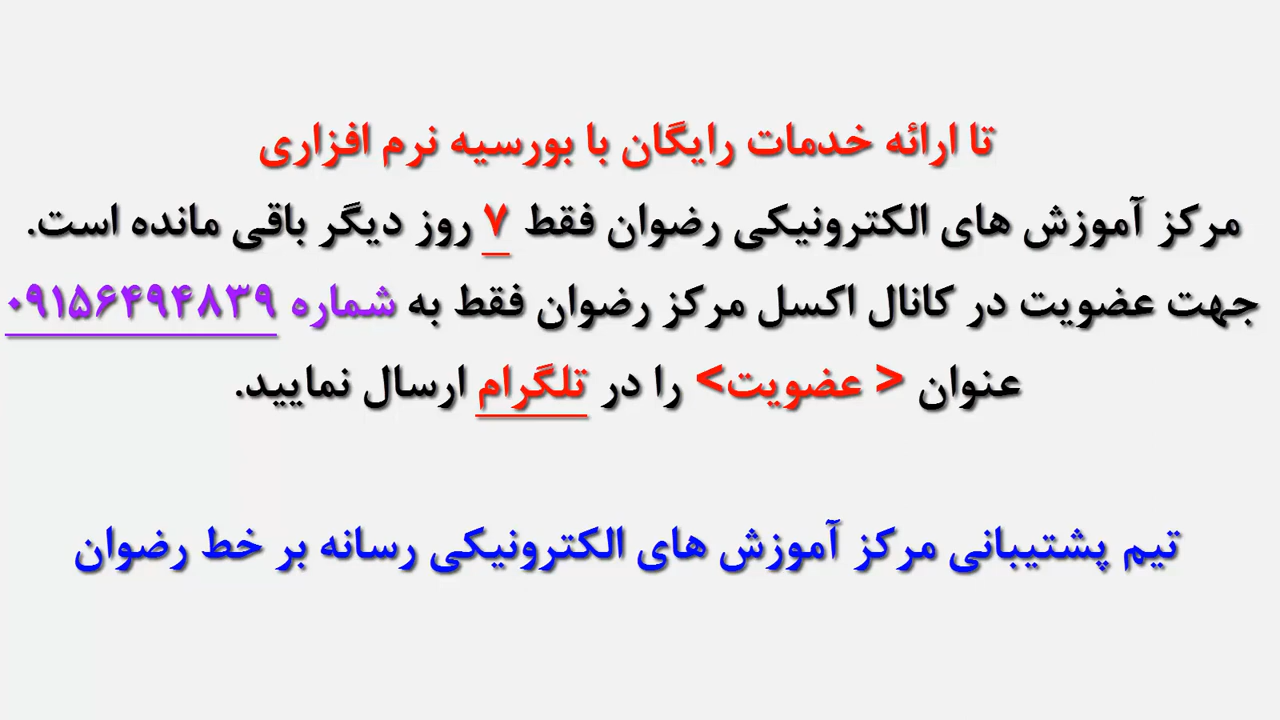 تا ارائه خدمات رایگان با بورسیه نرم افزاری
مرکز آموزش های الکترونیکی رضوان فقط ۷ روز دیگر باقی مانده است.
جهت عضویت در کانال اکسل مرکز رضوان فقط به شماره ۰۹۱۵۶۴۹۴۸۳۹
عنوان < عضویت> را در تلگرام ارسال نمایید.
تیم پشتیبانی مرکز آموزش های الکترونیکی رسانه بر خط رضوان